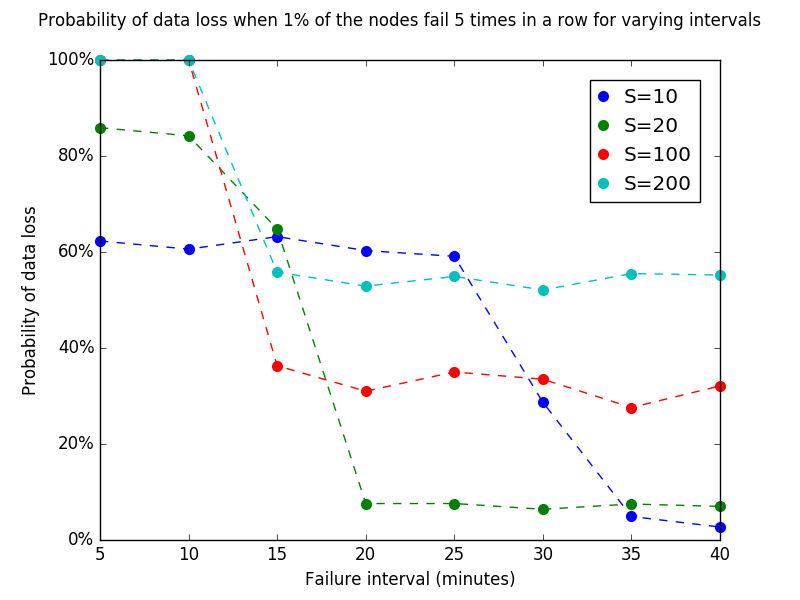 Probability of data loss when 1% of the nodes fail 5 times in a row for varying intervals
100%
80%
60%
40%
20%
0%
Probability of data loss
S=10
S=20
S=100
S=200
5 10 15 20 25 30 35 40
Failure interval (minutes)